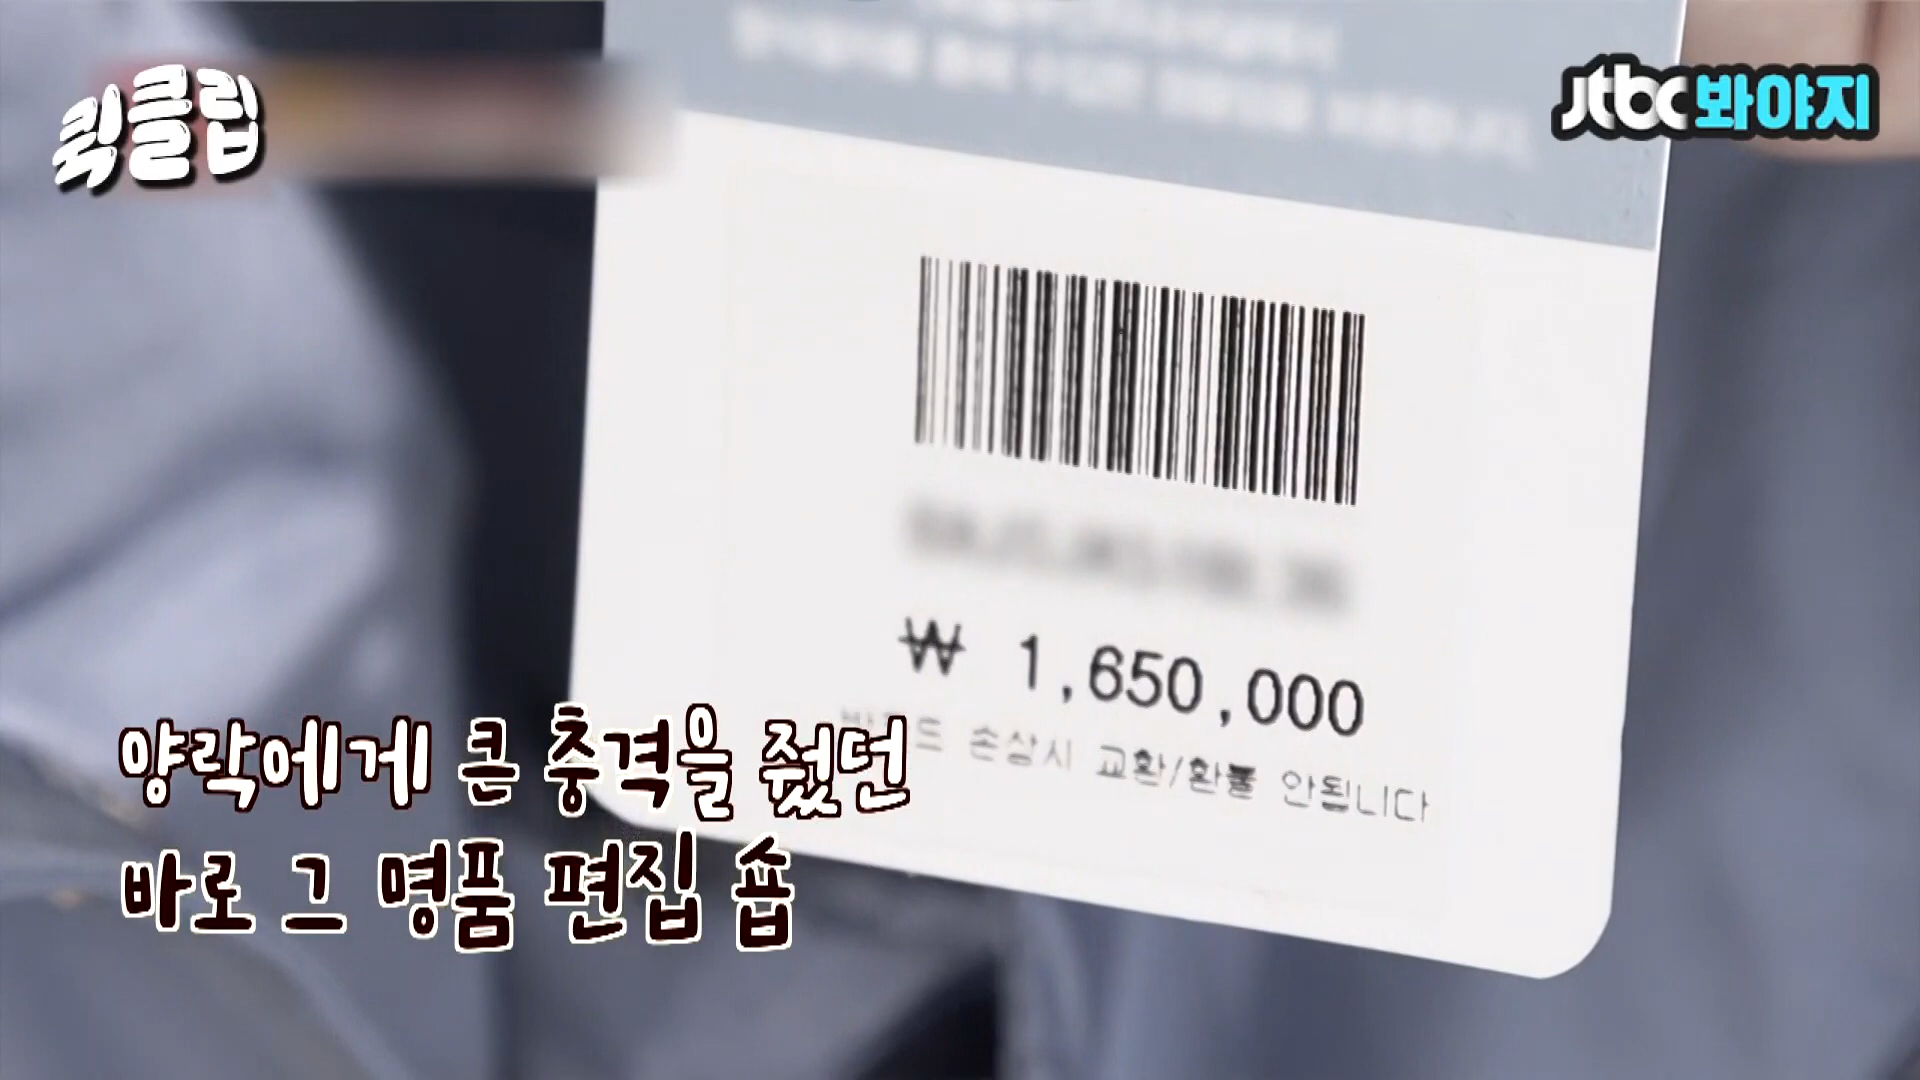 퀵클립
jtbc 봐야지
₩ 1,650,000
손상시 교환/환불 안됩니다
양락에게 큰 충격을 줬던
바로 그 명품 편집 숍